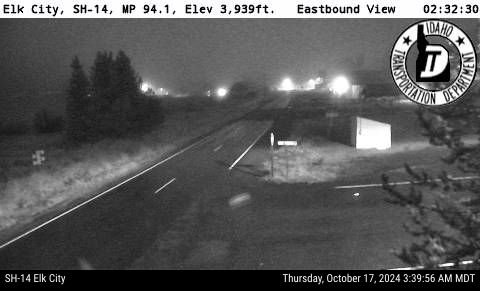 Elk City, SH-14, MP 94.1, Elev 3,939ft. Eastbound View 02:32:30
IDAHO
TRANSPORTATION DEPARTMENT
SH-14 Elk City Thursday, October 17, 2024 3:39:56 AM MDT